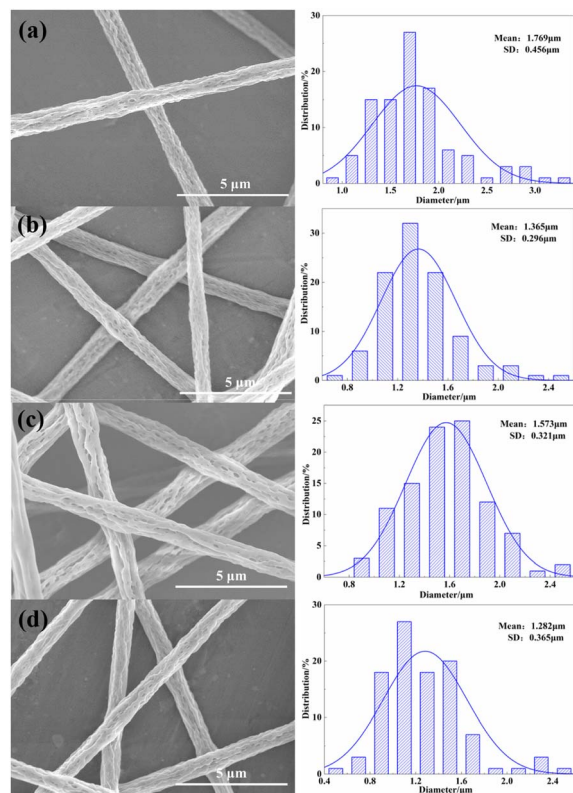 (a)
5 μm
Distribution/%
30
20
10
0
Mean：1.769μm
SD：0.456μm
1.0 1.5 2.0 2.5 3.0
Diameter/μm
(b)
5 μm
Distribution/%
30
20
10
0
Mean：1.365μm
SD：0.296μm
0.8 1.2 1.6 2.0 2.4
Diameter/μm
(c)
5 μm
Distribution/%
25
20
15
10
5
0
Mean：1.573μm
SD：0.321μm
0.8 1.2 1.6 2.0 2.4
Diameter/μm
(d)
5 μm
Distribution/%
30
20
10
0
Mean：1.282μm
SD：0.365μm
0.4 0.8 1.2 1.6 2.0 2.4
Diameter/μm